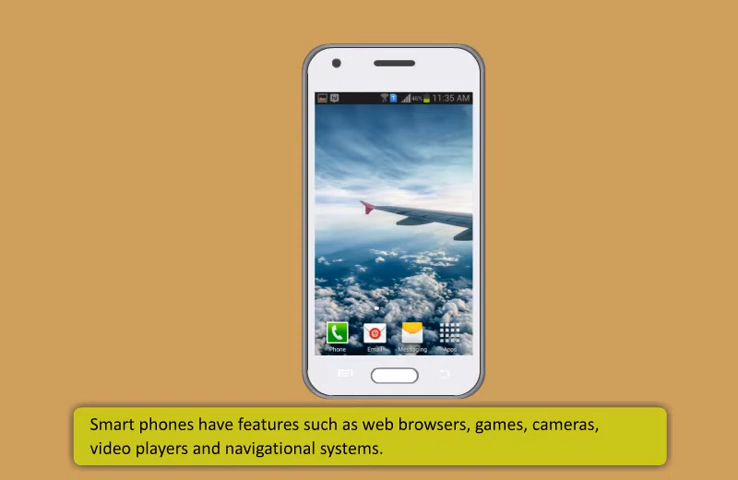 46% 11:35 AM
Phone Email Messaging Apps
Smart phones have features such as web browsers, games, cameras,
video players and navigational systems.